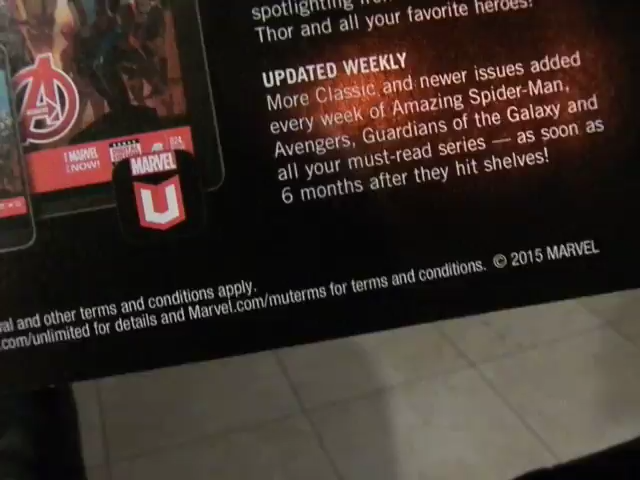 spotlighting
Thor and all your favorite heroes!
UPDATED WEEKLY
More Classic and newer issues added
every week of Amazing Spider-Man,
Avengers, Guardians of the Galaxy and
all your must-read series — as soon as
6 months after they hit shelves!
MARVEL
NOW!
MARVEL
U
and other terms and conditions apply.
.com/unlimited for details and Marvel.com/muterms for terms and conditions. © 2015 MARVEL